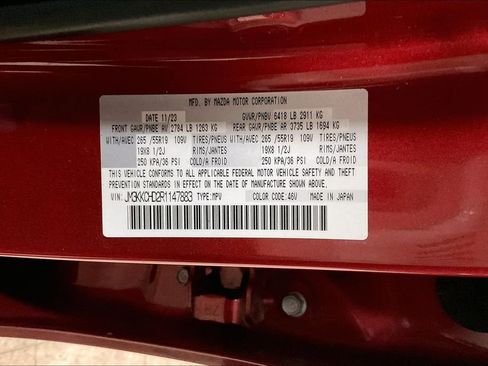 MFG. BY MAZDA MOTOR CORPORATION
DATE 11/23 GVWR/PNBV 6418 LB 2911 KG
FRONT GAWR/PNBE AV 2784 LB 1263 KG REAR GAWR/PNBE AR 3735 LB 1694 KG
WITH/AVEC 265/55R19 109V TIRES/PNEUS WITH/AVEC 265/55R19 109V TIRES/PNEUS
19X8 1/2J RIMS/JANTES 19X8 1/2J RIMS/JANTES
250 KPA/36 PSI COLD/A FROID 250 KPA/36 PSI COLD/A FROID
THIS VEHICLE CONFORMS TO ALL APPLICABLE FEDERAL MOTOR VEHICLE SAFETY
AND THEFT PREVENTION STANDARDS IN EFFECT ON THE DATE OF MANUFACTURE SHOWN ABOVE.
VIN: JM3KKCHD2R1147883 TYPE:MPV COLOR CODE:46V MADE IN JAPAN